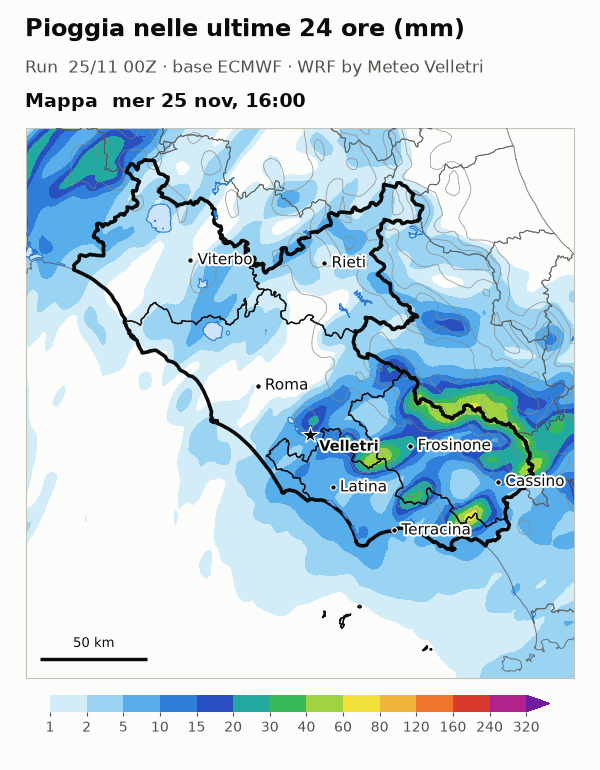 Pioggia nelle ultime 24 ore (mm)
Run 25/11 00Z · base ECMWF · WRF by Meteo Velletri
Mappa mer 25 nov, 16:00
Viterbo
Rieti
Roma
Velletri
Frosinone
Latina
Cassino
Terracina
50 km
1 2 5 10 15 20 30 40 60 80 120 160 240 320